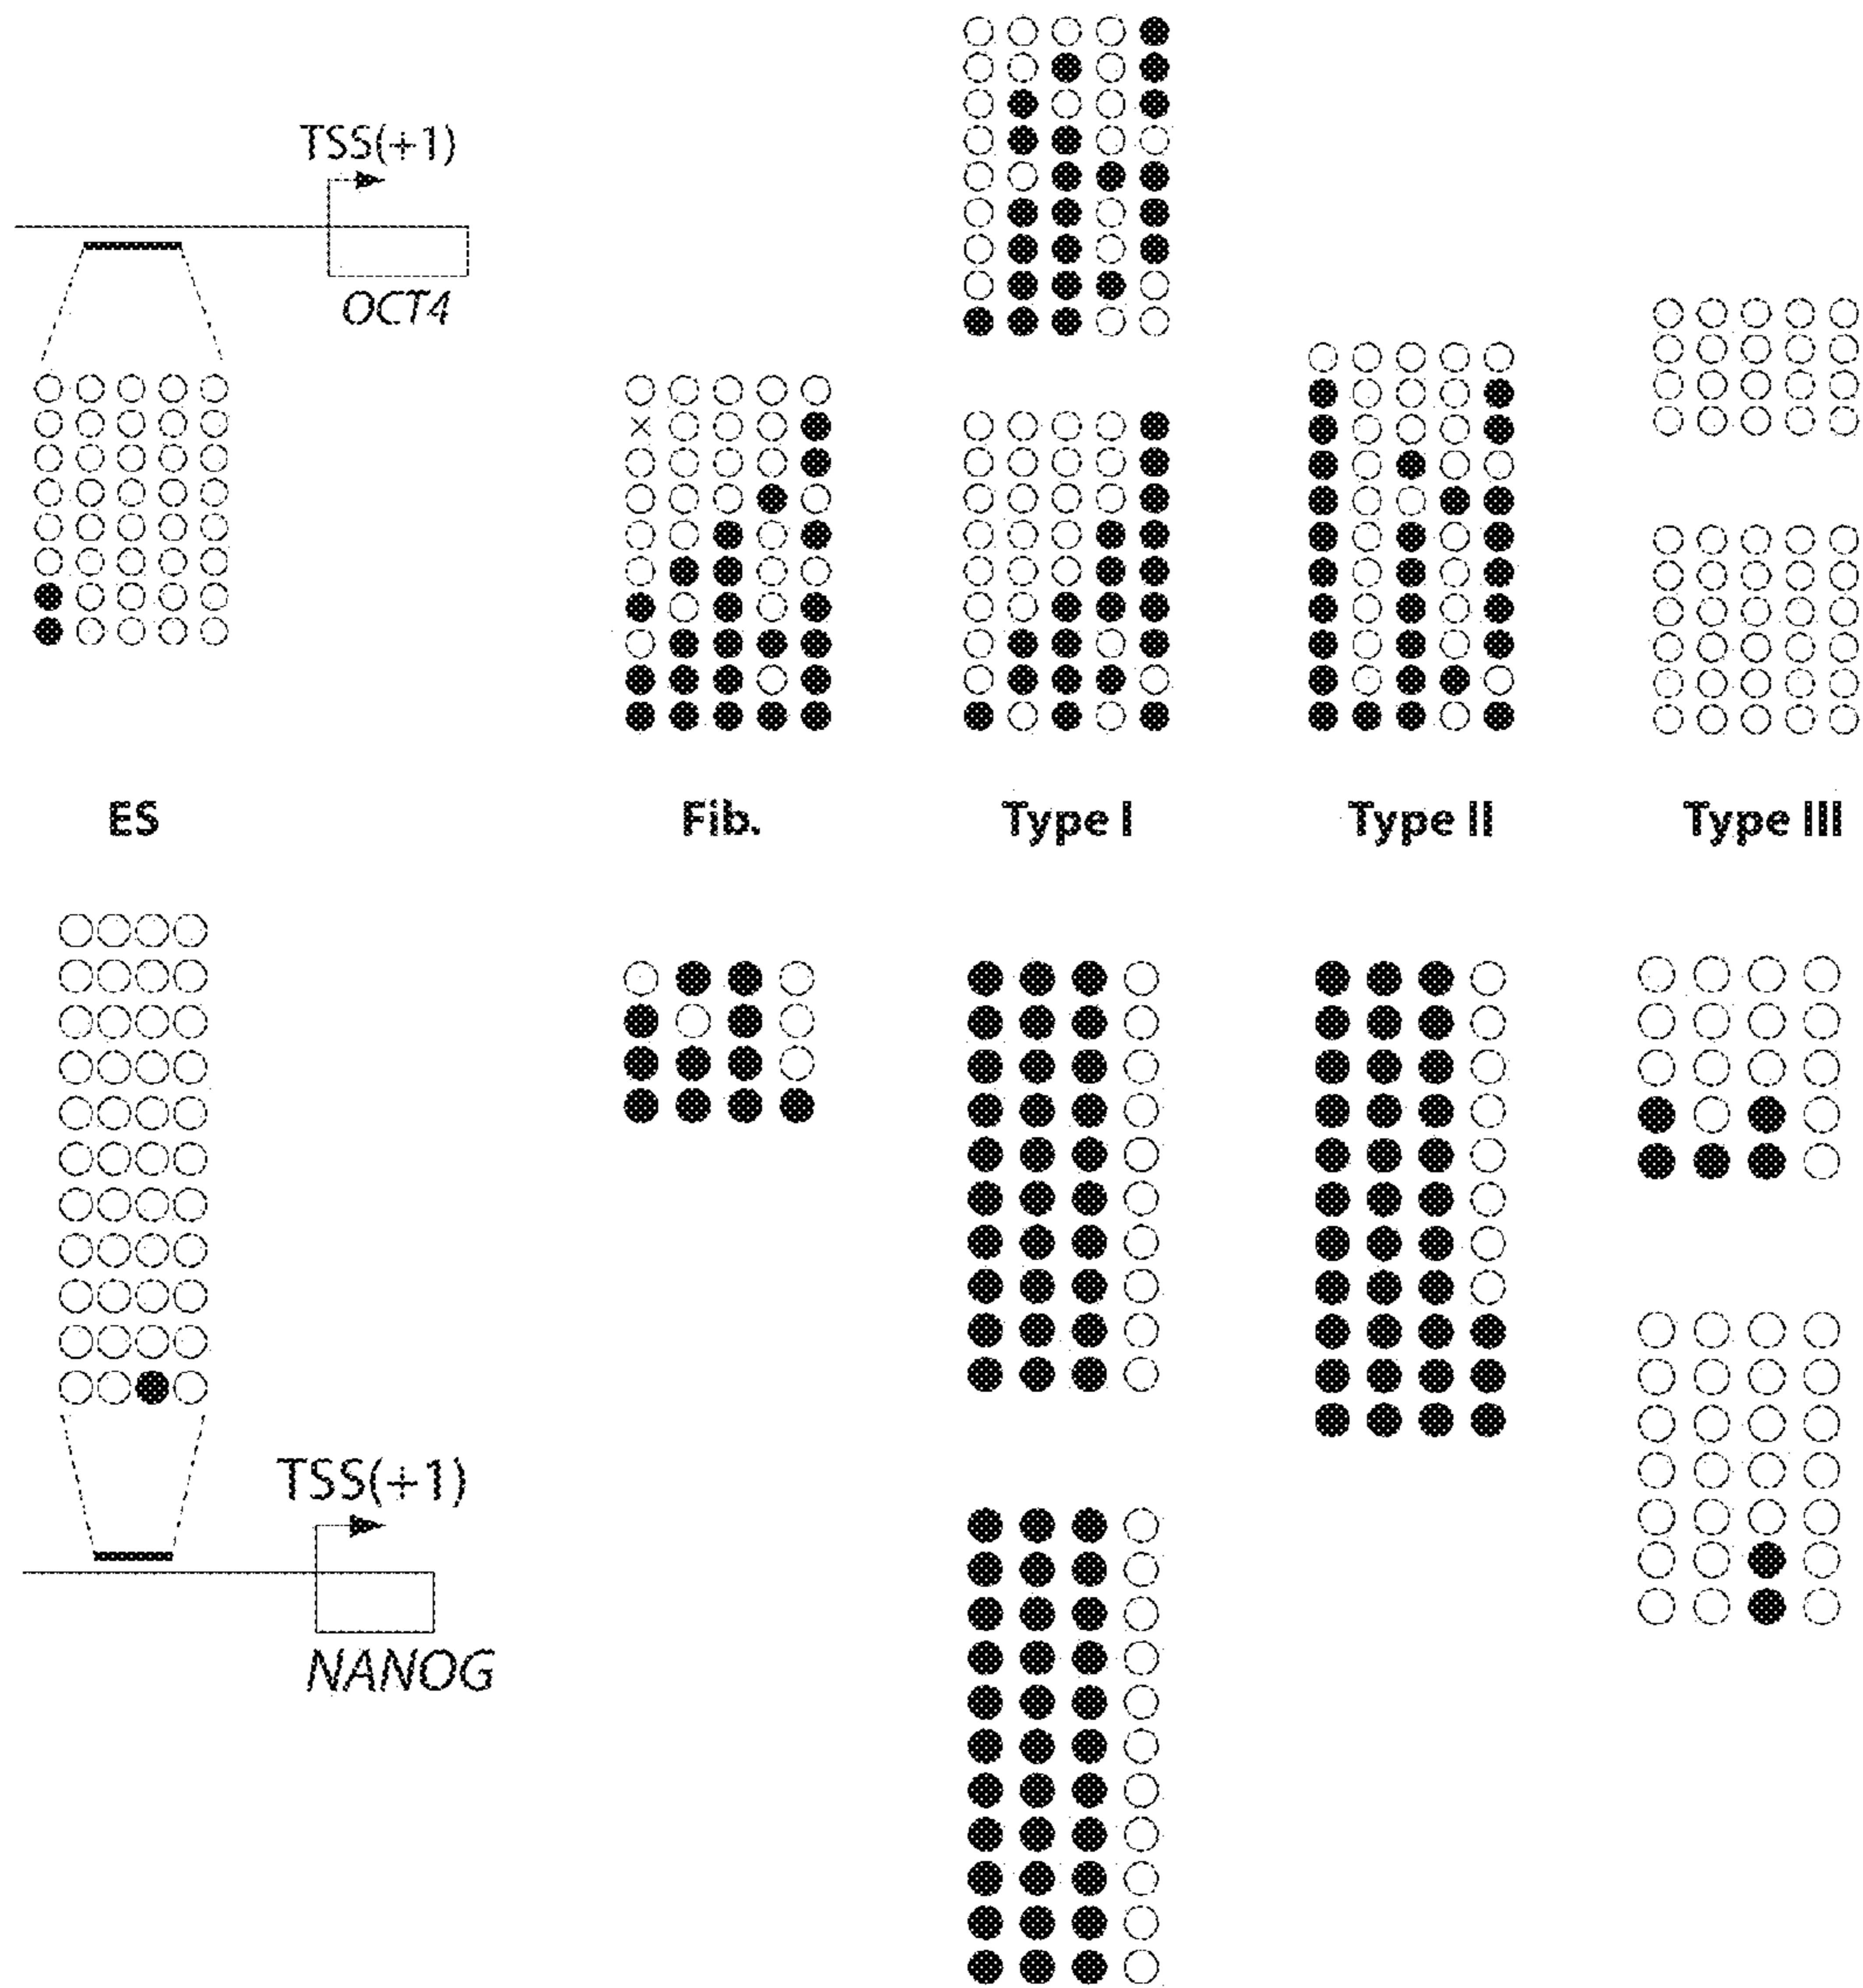 TSS(+1)
OCT4
ES
Fib.
Type I
Type II
Type III
TSS(+1)
NANOG